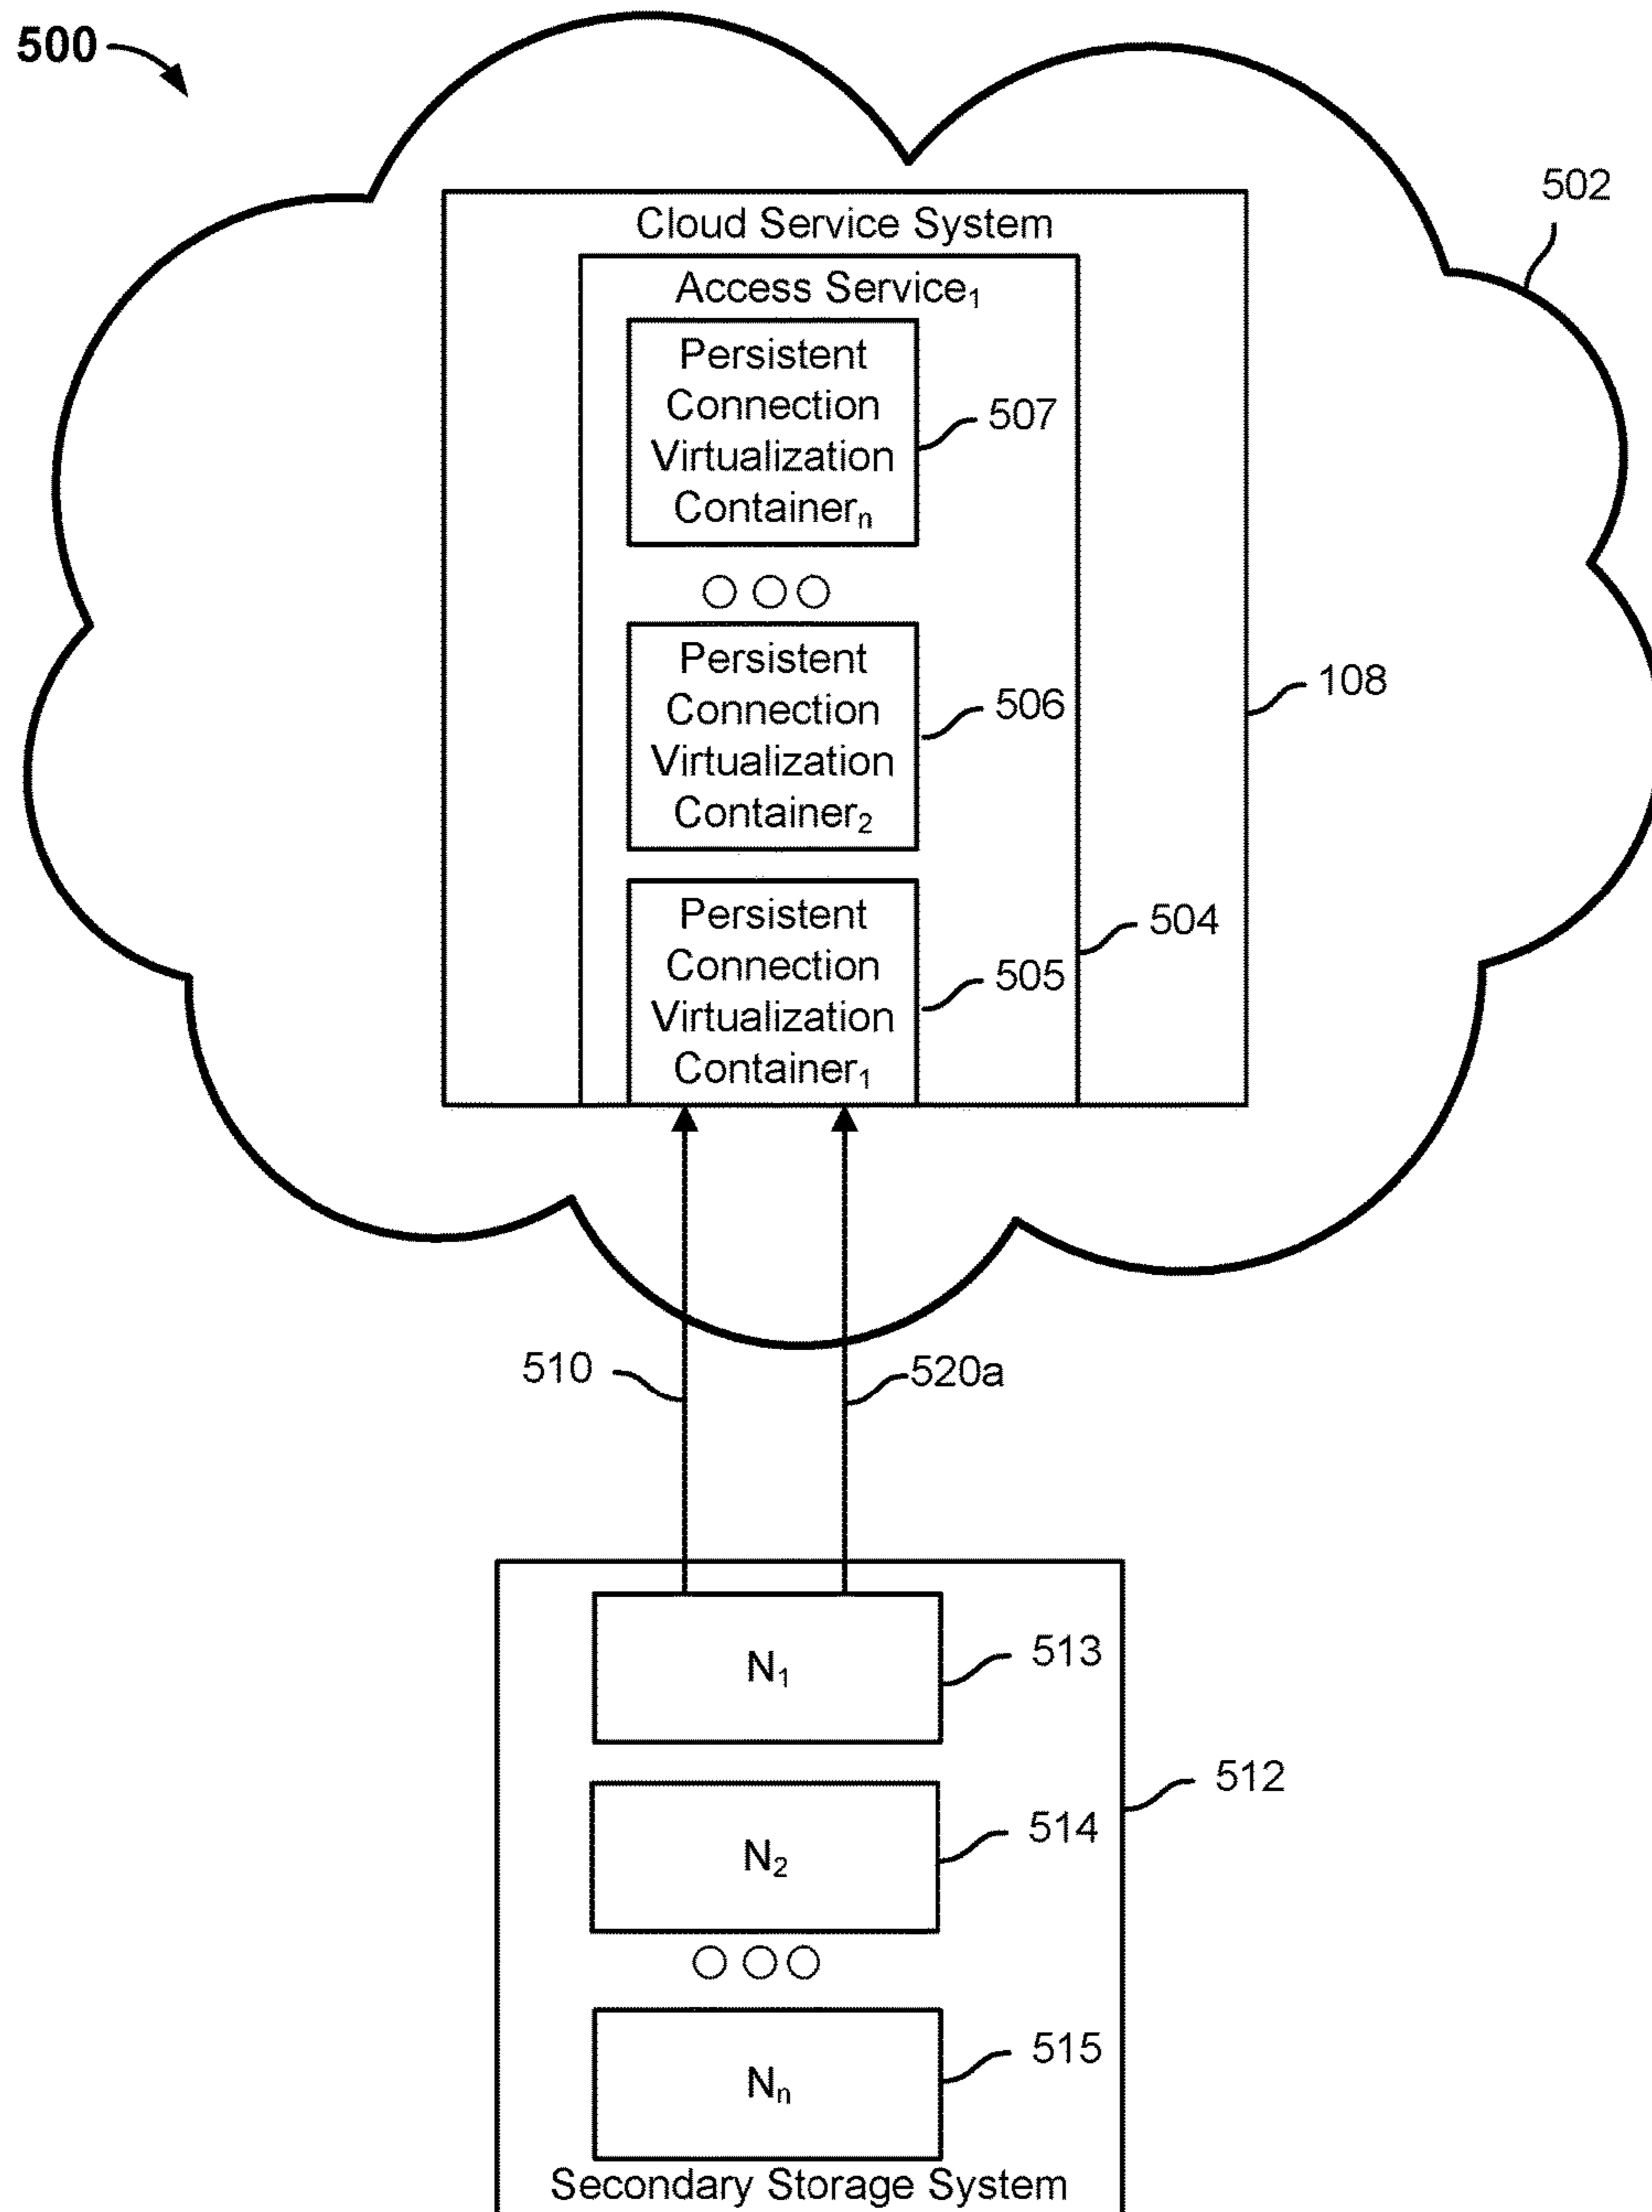 500
502
Cloud Service System
Access Service₁
Persistent
Connection
Virtualization
Containerₙ
507
Persistent
Connection
Virtualization
Container₂
506
108
Persistent
Connection
Virtualization
Container₁
505
504
510
520a
N₁
513
512
N₂
514
Nₙ
515
Secondary Storage System